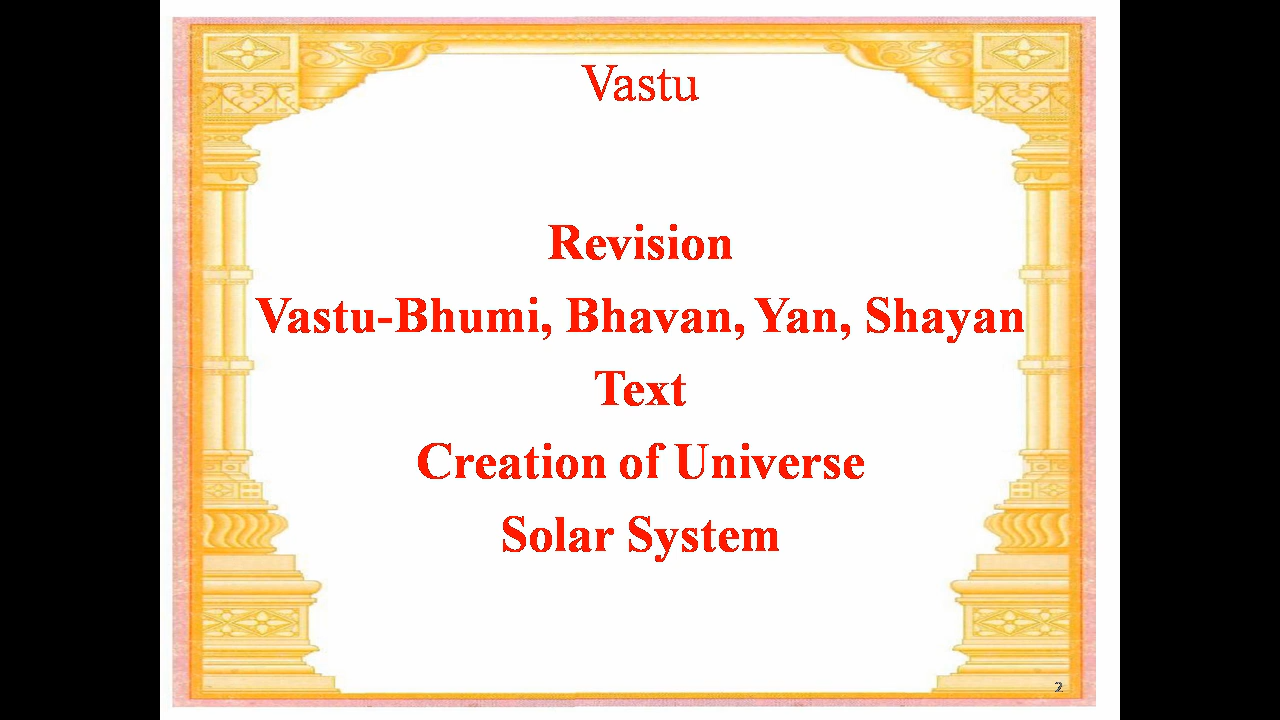 Vastu
Revision
Vastu-Bhumi, Bhavan, Yan, Shayan
Text
Creation of Universe
Solar System
2